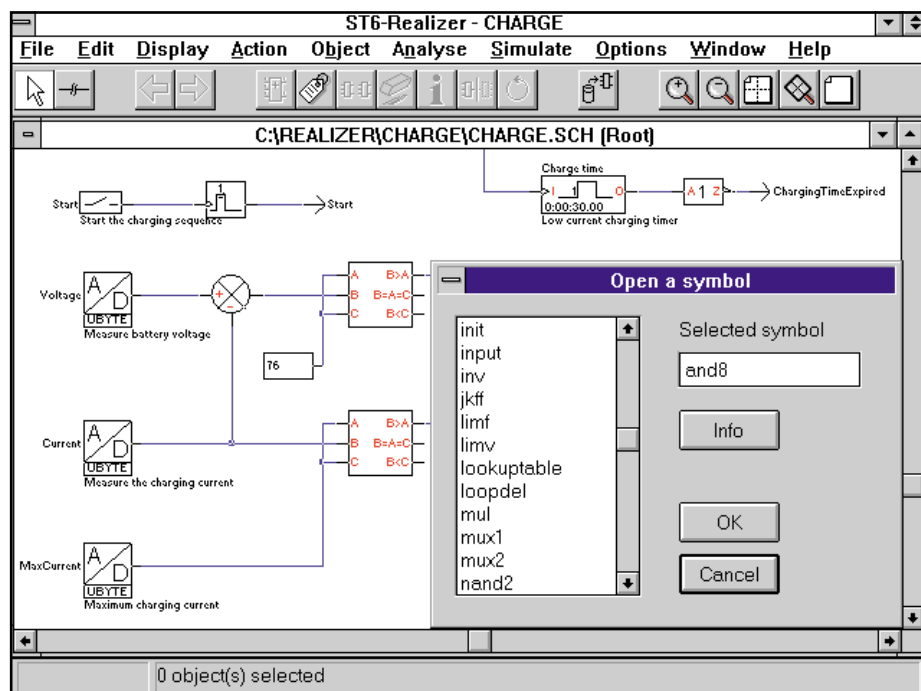 ST6-Realizer - CHARGE
File Edit Display Action Object Analyse Simulate Options Window Help
C:\REALIZER\CHARGE\CHARGE.SCH (Root)
Start
1
Start
Start the charging sequence
Charge time
I 1 O
0:00:30.00
Low current charging timer
A 1 Z
ChargingTimeExpired
Voltage
A D
UBYTE
Measure battery voltage
+
-
76
A B>A
B B=A=C
C B<C
Current
A D
UBYTE
Measure the charging current
A B>A
B B=A=C
C B<C
MaxCurrent
A D
UBYTE
Maximum charging current
Open a symbol
init
input
inv
jkff
limf
limv
lookuptable
loopdel
mul
mux1
mux2
nand2
Selected symbol
and8
Info
OK
Cancel
0 object(s) selected